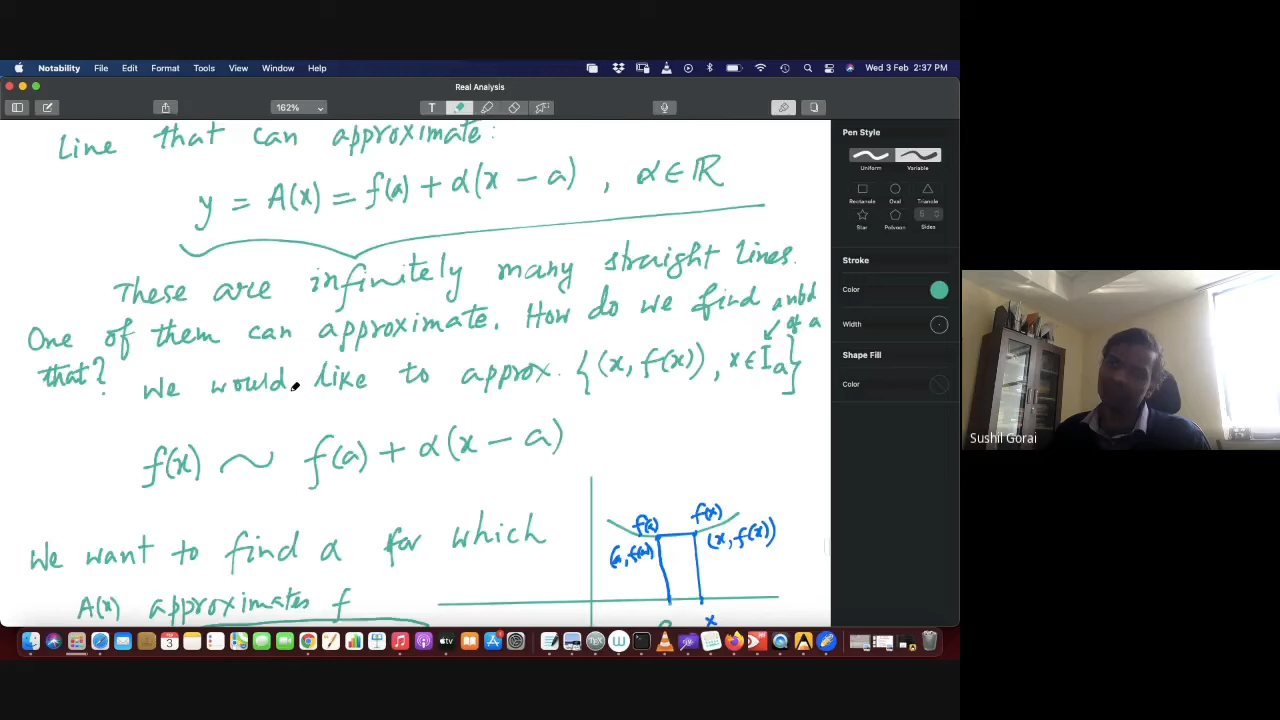 Notability File Edit Format Tools View Window Help
Wed 3 Feb 2:37 PM
Real Analysis
162%
T
Line that can approximate:
y = A(x) = f(a) + α(x - a) , α ∈ ℝ
These are infinitely many straight lines.
One of them can approximate. How do we find
that? We would like to approx. {(x, f(x)), x ∈ I_a}
a nbd
of a
f(x) ~ f(a) + α(x - a)
We want to find α for which
A(x) approximates f
f(a)
f(x)
(a, f(a))
(x, f(x))
x
Pen Style
Uniform Variable
Rectangle Oval Triangle
Star Polygon Sides
5
Stroke
Color
Width
Shape Fill
Color
Sushil Gorai